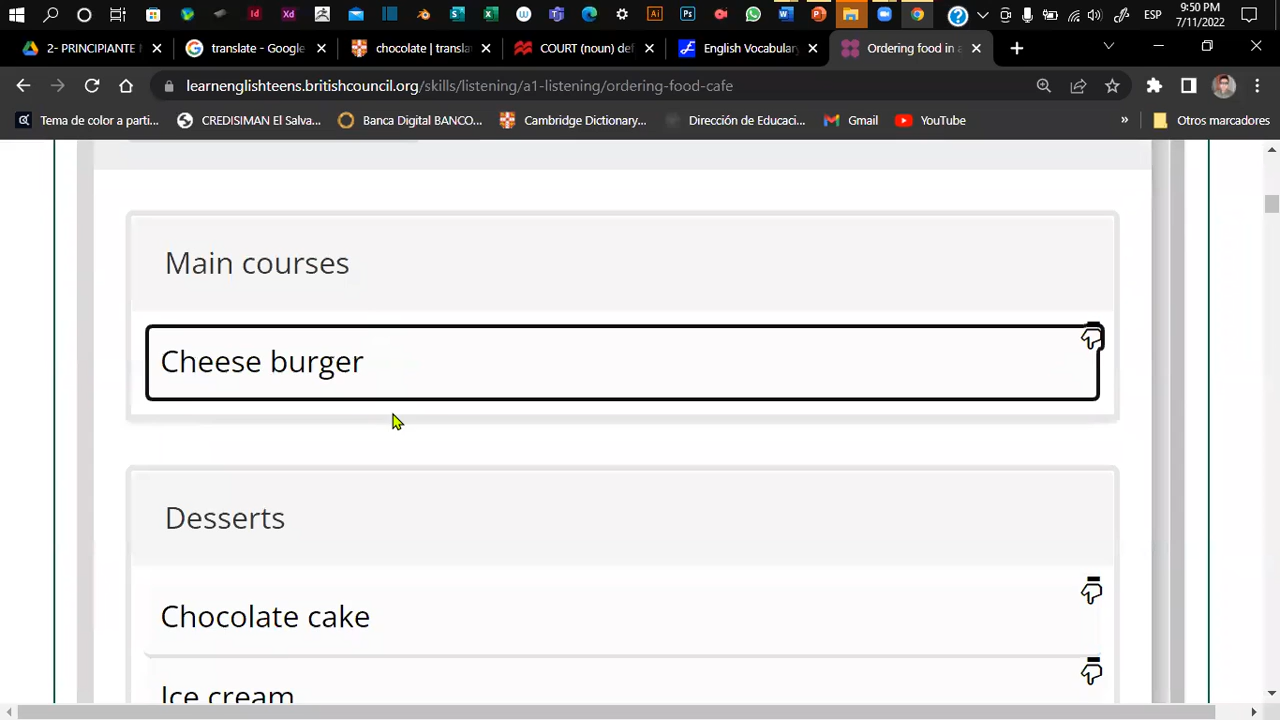 9:50 PM
ESP
7/11/2022
2- PRINCIPIANTE M
translate - Google
chocolate | transla
COURT (noun) def
English Vocabulary
Ordering food in a
learnenglishteens.britishcouncil.org/skills/listening/a1-listening/ordering-food-cafe
Tema de color a parti...
CREDISIMAN El Salva...
Banca Digital BANCO...
Cambridge Dictionary...
Dirección de Educaci...
Gmail
YouTube
»
Otros marcadores
Main courses
Cheese burger
Desserts
Chocolate cake
Ice cream